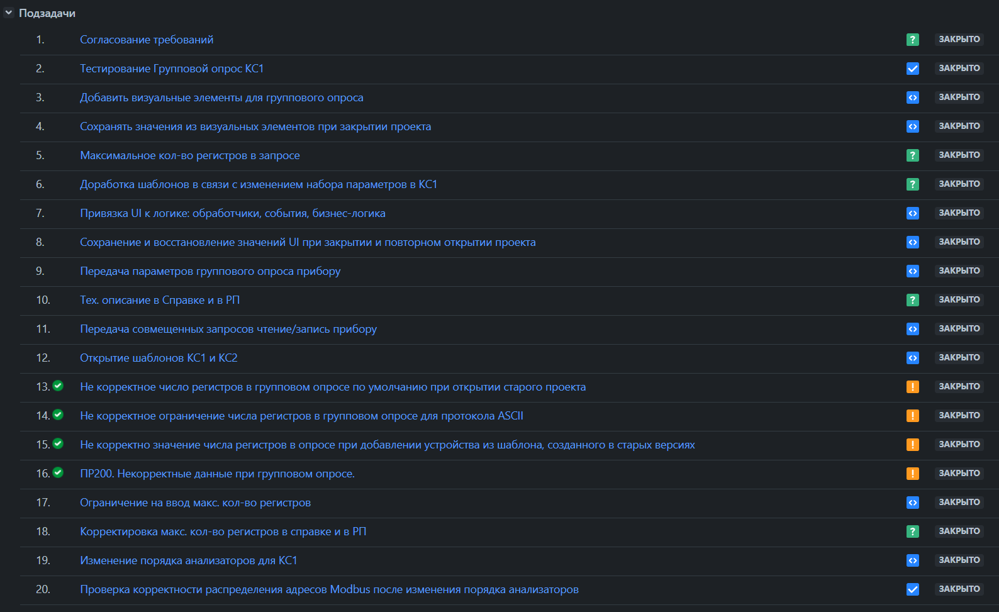 Подзадачи
1. Согласование требований ЗАКРЫТО
2. Тестирование Групповой опрос КС1 ЗАКРЫТО
3. Добавить визуальные элементы для группового опроса ЗАКРЫТО
4. Сохранять значения из визуальных элементов при закрытии проекта ЗАКРЫТО
5. Максимальное кол-во регистров в запросе ЗАКРЫТО
6. Доработка шаблонов в связи с изменением набора параметров в КС1 ЗАКРЫТО
7. Привязка UI к логике: обработчики, события, бизнес-логика ЗАКРЫТО
8. Сохранение и восстановление значений UI при закрытии и повторном открытии проекта ЗАКРЫТО
9. Передача параметров группового опроса прибору ЗАКРЫТО
10. Тех. описание в Справке и в РП ЗАКРЫТО
11. Передача совмещенных запросов чтение/запись прибору ЗАКРЫТО
12. Открытие шаблонов КС1 и КС2 ЗАКРЫТО
13. Не корректное число регистров в групповом опросе по умолчанию при открытии старого проекта ЗАКРЫТО
14. Не корректное ограничение числа регистров в групповом опросе для протокола ASCII ЗАКРЫТО
15. Не корректно значение числа регистров в опросе при добавлении устройства из шаблона, созданного в старых версиях ЗАКРЫТО
16. ПР200. Некорректные данные при групповом опросе. ЗАКРЫТО
17. Ограничение на ввод макс. кол-во регистров ЗАКРЫТО
18. Корректировка макс. кол-во регистров в справке и в РП ЗАКРЫТО
19. Изменение порядка анализаторов для КС1 ЗАКРЫТО
20. Проверка корректности распределения адресов Modbus после изменения порядка анализаторов ЗАКРЫТО